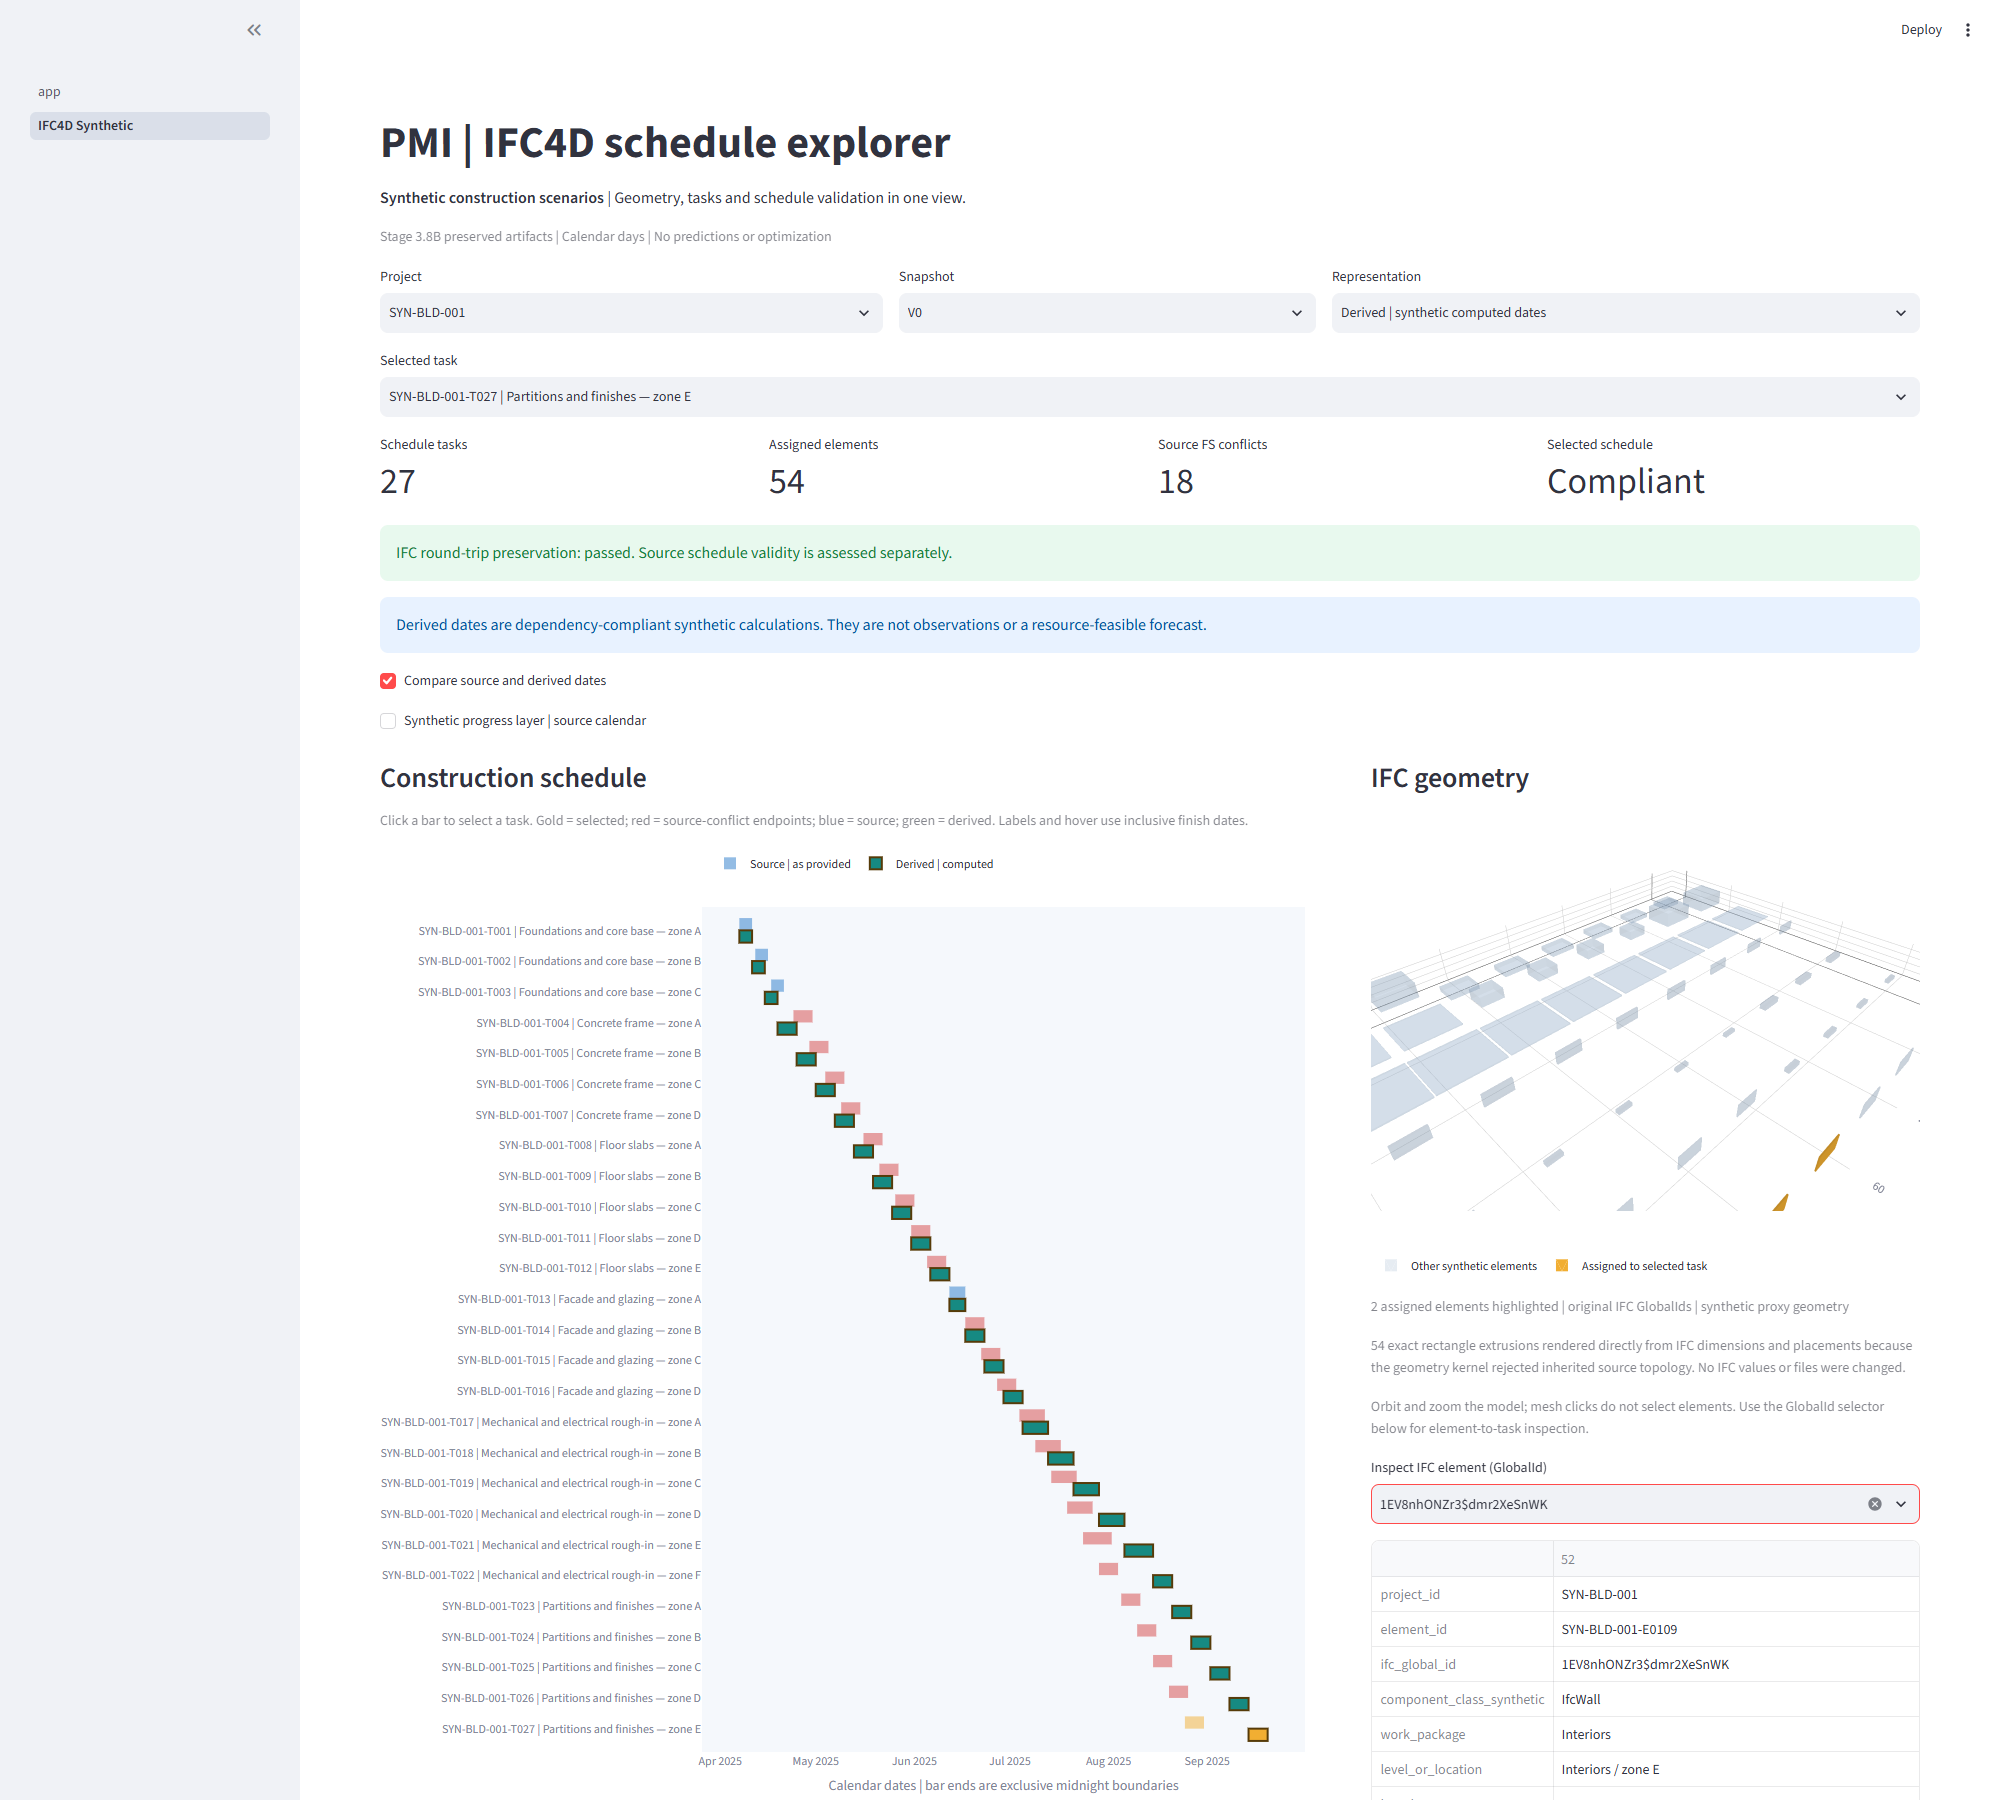 Deploy
app
IFC4D Synthetic
PMI | IFC4D schedule explorer
Synthetic construction scenarios | Geometry, tasks and schedule validation in one view.
Stage 3.8B preserved artifacts | Calendar days | No predictions or optimization
Project
Snapshot
Representation
SYN-BLD-001
V0
Derived | synthetic computed dates
Selected task
SYN-BLD-001-T027 | Partitions and finishes — zone E
Schedule tasks
Assigned elements
Source FS conflicts
Selected schedule
27
54
18
Compliant
IFC round-trip preservation: passed. Source schedule validity is assessed separately.
Derived dates are dependency-compliant synthetic calculations. They are not observations or a resource-feasible forecast.
Compare source and derived dates
Synthetic progress layer | source calendar
Construction schedule
Click a bar to select a task. Gold = selected; red = source-conflict endpoints; blue = source; green = derived. Labels and hover use inclusive finish dates.
Source | as provided
Derived | computed
SYN-BLD-001-T001 | Foundations and core base — zone A
SYN-BLD-001-T002 | Foundations and core base — zone B
SYN-BLD-001-T003 | Foundations and core base — zone C
SYN-BLD-001-T004 | Concrete frame — zone A
SYN-BLD-001-T005 | Concrete frame — zone B
SYN-BLD-001-T006 | Concrete frame — zone C
SYN-BLD-001-T007 | Concrete frame — zone D
SYN-BLD-001-T008 | Floor slabs — zone A
SYN-BLD-001-T009 | Floor slabs — zone B
SYN-BLD-001-T010 | Floor slabs — zone C
SYN-BLD-001-T011 | Floor slabs — zone D
SYN-BLD-001-T012 | Floor slabs — zone E
SYN-BLD-001-T013 | Facade and glazing — zone A
SYN-BLD-001-T014 | Facade and glazing — zone B
SYN-BLD-001-T015 | Facade and glazing — zone C
SYN-BLD-001-T016 | Facade and glazing — zone D
SYN-BLD-001-T017 | Mechanical and electrical rough-in — zone A
SYN-BLD-001-T018 | Mechanical and electrical rough-in — zone B
SYN-BLD-001-T019 | Mechanical and electrical rough-in — zone C
SYN-BLD-001-T020 | Mechanical and electrical rough-in — zone D
SYN-BLD-001-T021 | Mechanical and electrical rough-in — zone E
SYN-BLD-001-T022 | Mechanical and electrical rough-in — zone F
SYN-BLD-001-T023 | Partitions and finishes — zone A
SYN-BLD-001-T024 | Partitions and finishes — zone B
SYN-BLD-001-T025 | Partitions and finishes — zone C
SYN-BLD-001-T026 | Partitions and finishes — zone D
SYN-BLD-001-T027 | Partitions and finishes — zone E
Apr 2025
May 2025
Jun 2025
Jul 2025
Aug 2025
Sep 2025
Calendar dates | bar ends are exclusive midnight boundaries
IFC geometry
60
Other synthetic elements
Assigned to selected task
2 assigned elements highlighted | original IFC GlobalIds | synthetic proxy geometry
54 exact rectangle extrusions rendered directly from IFC dimensions and placements because
the geometry kernel rejected inherited source topology. No IFC values or files were changed.
Orbit and zoom the model; mesh clicks do not select elements. Use the GlobalId selector
below for element-to-task inspection.
Inspect IFC element (GlobalId)
1EV8nhONZr3$dmr2XeSnWK
52
project_id
SYN-BLD-001
element_id
SYN-BLD-001-E0109
ifc_global_id
1EV8nhONZr3$dmr2XeSnWK
component_class_synthetic
IfcWall
work_package
Interiors
level_or_location
Interiors / zone E